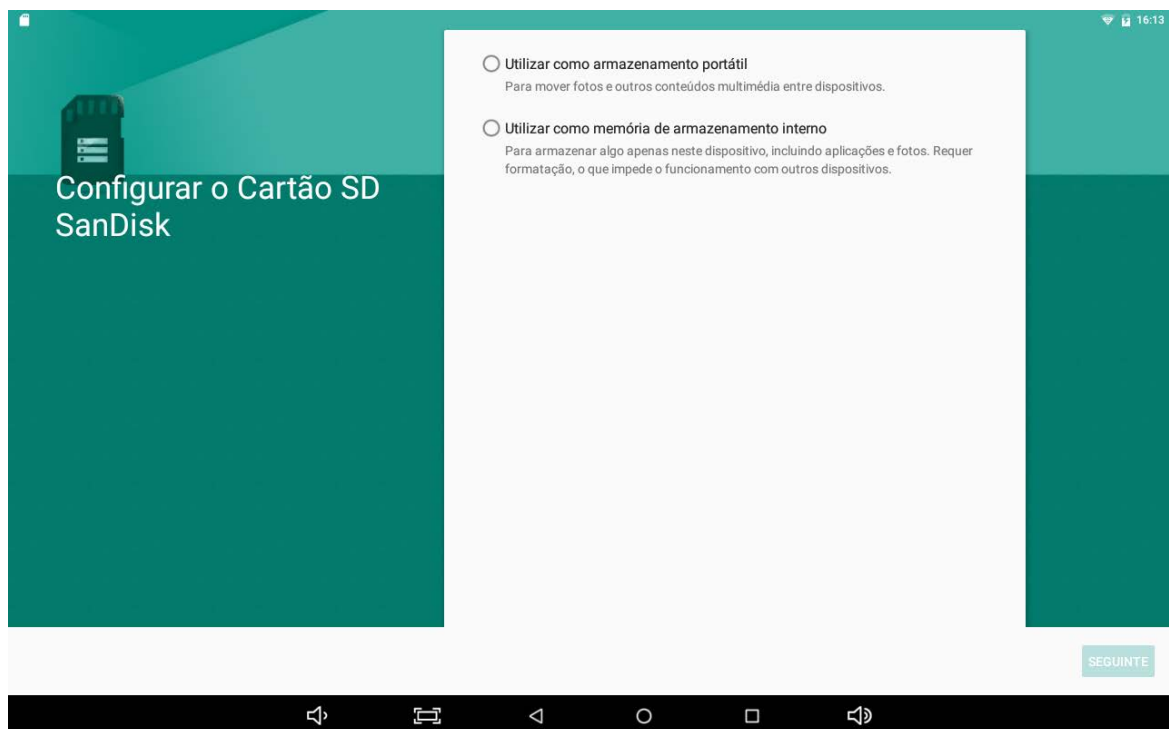 16:13
Configurar o Cartão SD
SanDisk
Utilizar como armazenamento portátil
Para mover fotos e outros conteúdos multimédia entre dispositivos.
Utilizar como memória de armazenamento interno
Para armazenar algo apenas neste dispositivo, incluindo aplicações e fotos. Requer
formatação, o que impede o funcionamento com outros dispositivos.
SEGUINTE